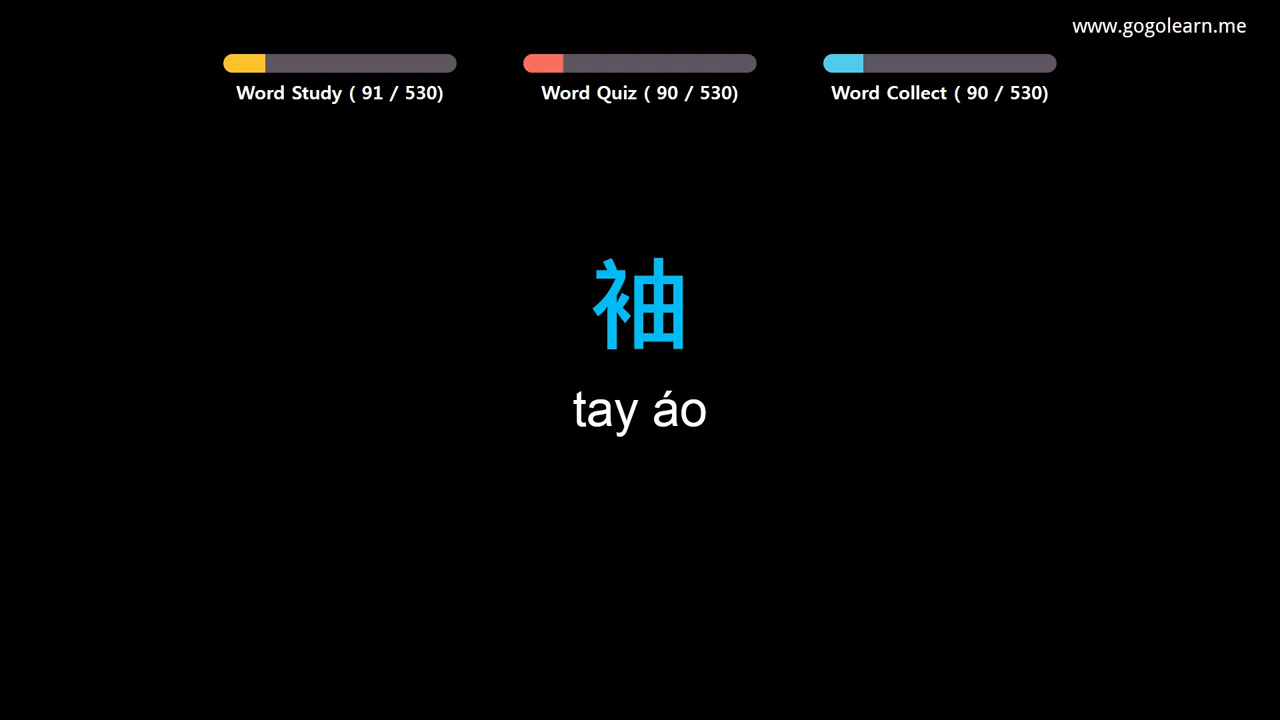 www.gogolearn.me
Word Study ( 91 / 530)
Word Quiz ( 90 / 530)
Word Collect ( 90 / 530)
袖
tay áo